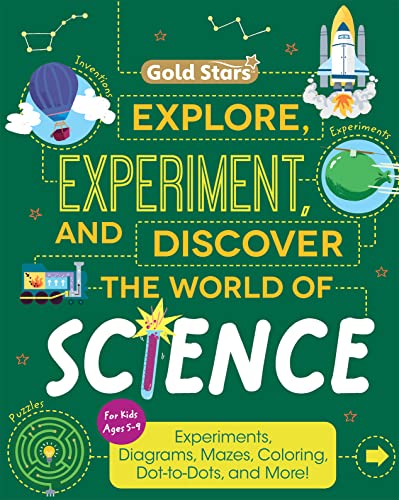 Gold Stars
Inventions
EXPLORE,
Experiments
EXPERIMENT,
AND DISCOVER
THE WORLD OF
SCIENCE
Puzzles
For Kids
Ages 5-9
Experiments,
Diagrams, Mazes, Coloring,
Dot-to-Dots, and More!